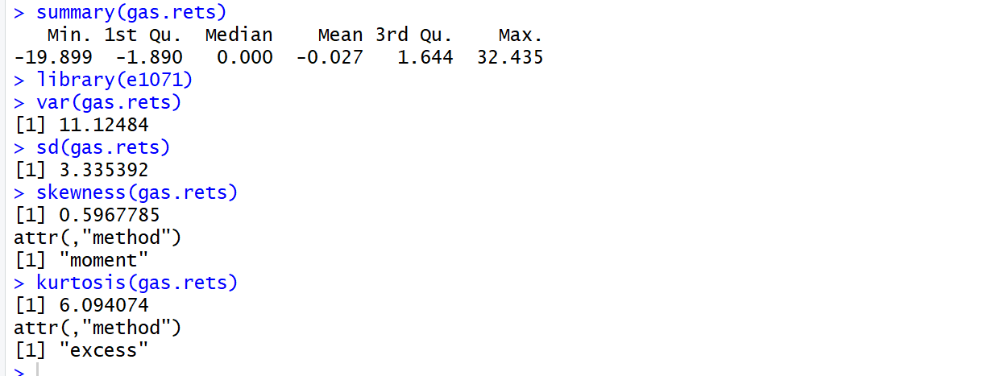 > summary(gas.rets)
   Min. 1st Qu.  Median    Mean 3rd Qu.    Max.
-19.899  -1.890   0.000  -0.027   1.644  32.435
> library(e1071)
> var(gas.rets)
[1] 11.12484
> sd(gas.rets)
[1] 3.335392
> skewness(gas.rets)
[1] 0.5967785
attr(,"method")
[1] "moment"
> kurtosis(gas.rets)
[1] 6.094074
attr(,"method")
[1] "excess"
>